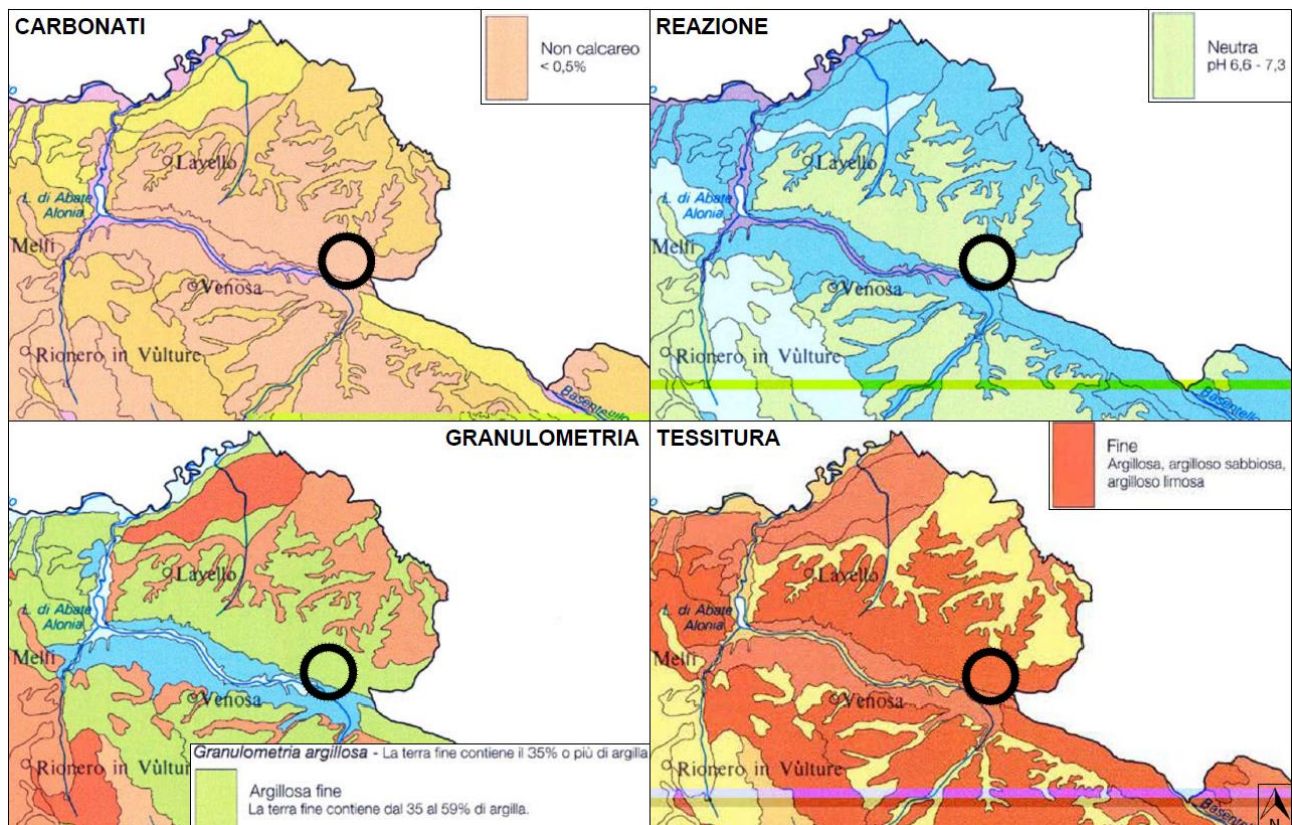 CARBONATI
Non calcareo
< 0,5%
Lavello
L. di Abate
Alonia
Melfi
Venosa
Rionero in Vùlture
Basentello
REAZIONE
Neutra
pH 6,6 - 7,3
Lavello
L. di Abate
Alonia
Melfi
Venosa
Rionero in Vùlture
Basentello
GRANULOMETRIA
Lavello
L. di Abate
Alonia
Melfi
Venosa
Rionero in Vùlture
Granulometria argillosa - La terra fine contiene il 35% o più di argilla
Argillosa fine
La terra fine contiene dal 35 al 59% di argilla.
TESSITURA
Fine
Argillosa, argilloso sabbiosa,
argilloso limosa
Lavello
L. di Abate
Alonia
Melfi
Venosa
Rionero in Vùlture
Basentello
N